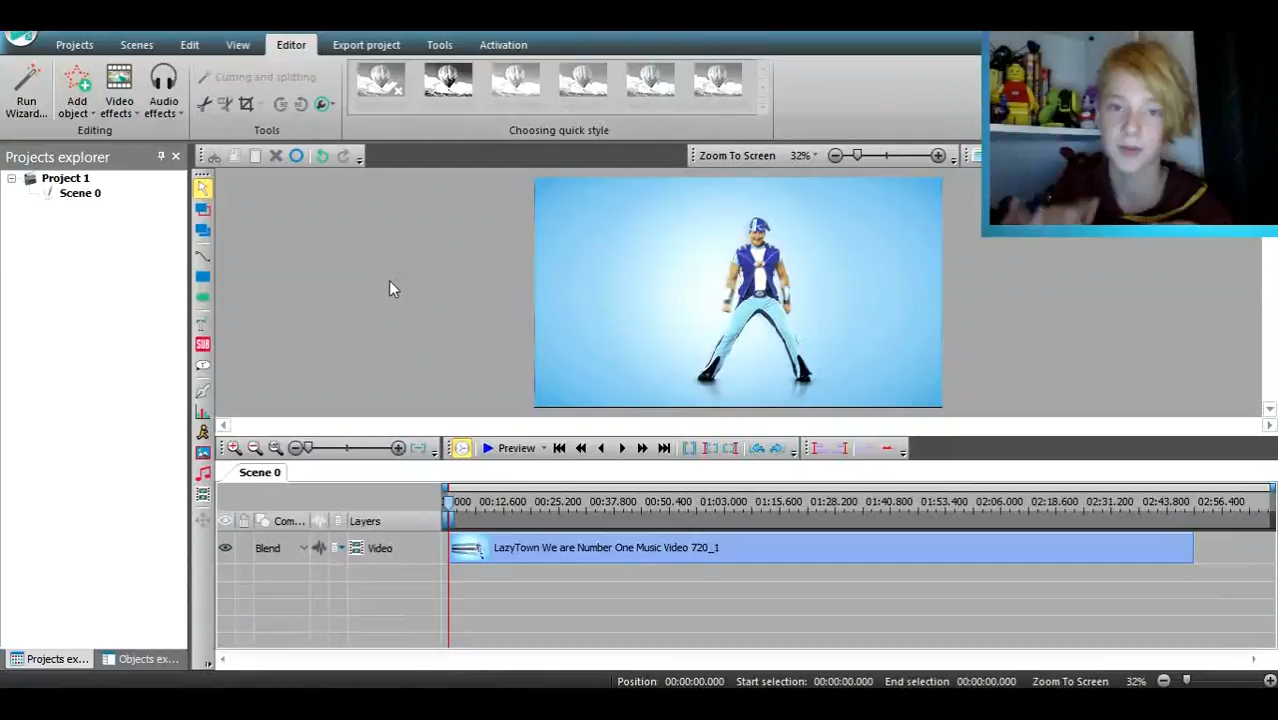 Projects Scenes Edit View Editor Export project Tools Activation
Run Wizard...
Add object
Video effects
Audio effects
Cutting and splitting
Editing Tools Choosing quick style
Projects explorer
Zoom To Screen 32%
Project 1
Scene 0
SUB
Preview
Scene 0
000 00:12.600 00:25.200 00:37.800 00:50.400 01:03.000 01:15.600 01:28.200 01:40.800 01:53.400 02:06.000 02:18.600 02:31.200 02:43.800 02:56.400
Com... Layers
Blend Video LazyTown We are Number One Music Video 720_1
Projects ex... Objects ex...
Position 00:00:00.000 Start selection: 00:00:00.000 End selection 00:00:00.000 Zoom To Screen 32%